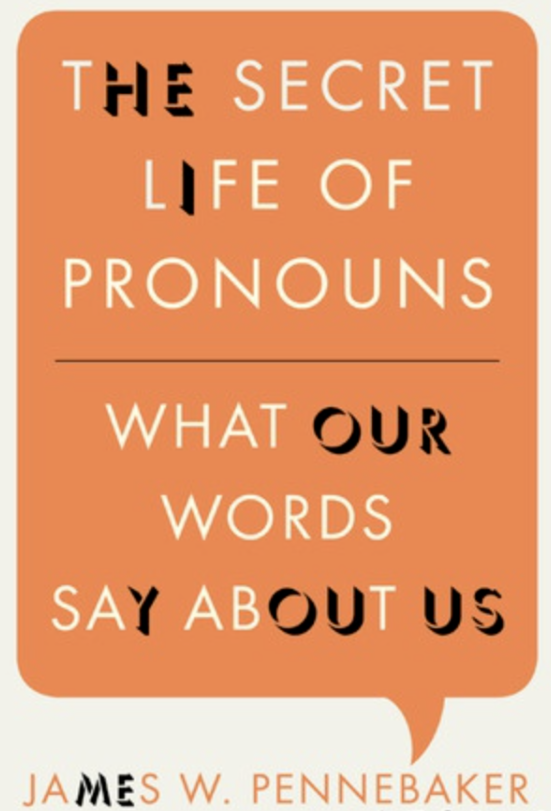 THE SECRET
LIFE OF
PRONOUNS
WHAT OUR
WORDS
SAY ABOUT US
JAMES W. PENNEBAKER